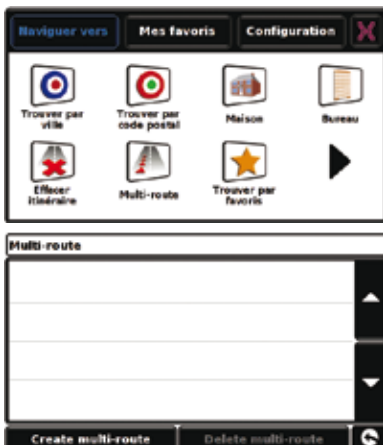 Naviguer vers Mes favoris Configuration
Trouver par ville
Trouver par code postal
Maison
Bureau
Effacer itinéraire
Multi-route
Trouver par favoris
Multi-route
Create multi-route Delete multi-route